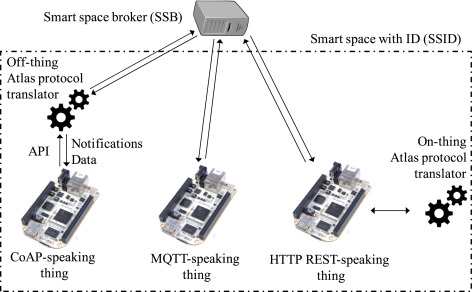 Smart space broker (SSB)
Smart space with ID (SSID)
Off-thing
Atlas protocol
translator
API
Notifications
Data
On-thing
Atlas protocol
translator
CoAP-speaking
thing
MQTT-speaking
thing
HTTP REST-speaking
thing